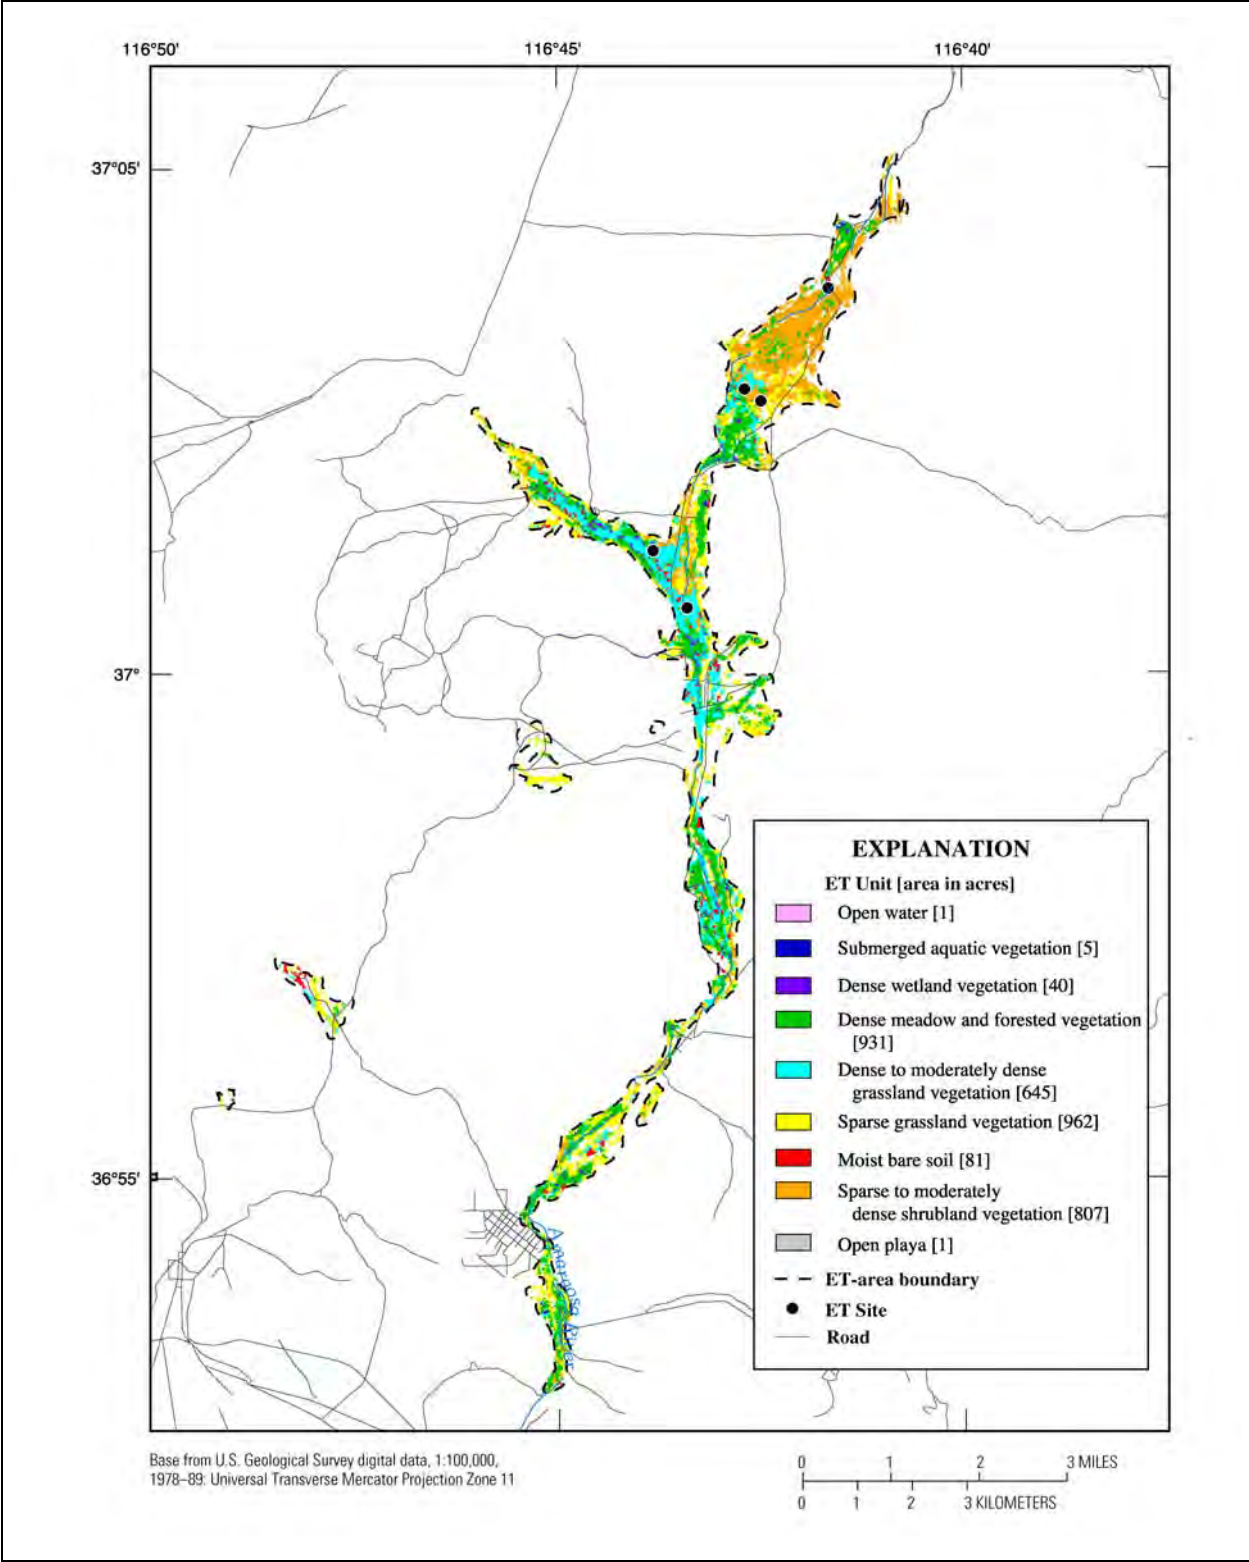 116°50'
116°45'
116°40'
37°05'
37°
36°55'
Amargosa River
EXPLANATION
ET Unit [area in acres]
Open water [1]
Submerged aquatic vegetation [5]
Dense wetland vegetation [40]
Dense meadow and forested vegetation
[931]
Dense to moderately dense
grassland vegetation [645]
Sparse grassland vegetation [962]
Moist bare soil [81]
Sparse to moderately
dense shrubland vegetation [807]
Open playa [1]
ET-area boundary
ET Site
Road
Base from U.S. Geological Survey digital data, 1:100,000,
1978–89: Universal Transverse Mercator Projection Zone 11
0 1 2 3 MILES
0 1 2 3 KILOMETERS